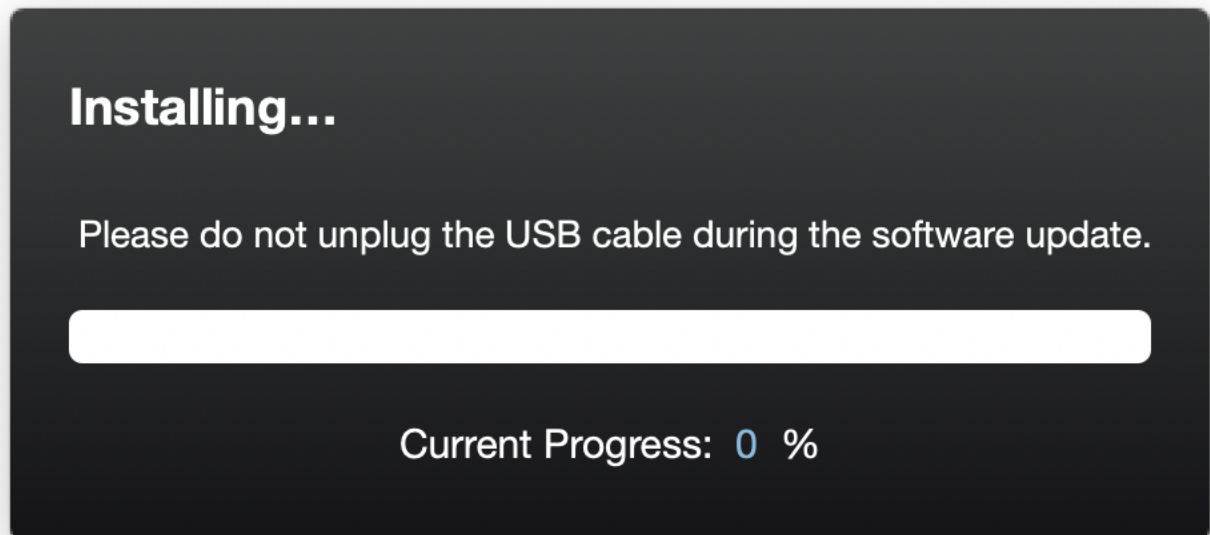 Installing...
Please do not unplug the USB cable during the software update.
Current Progress: 0 %